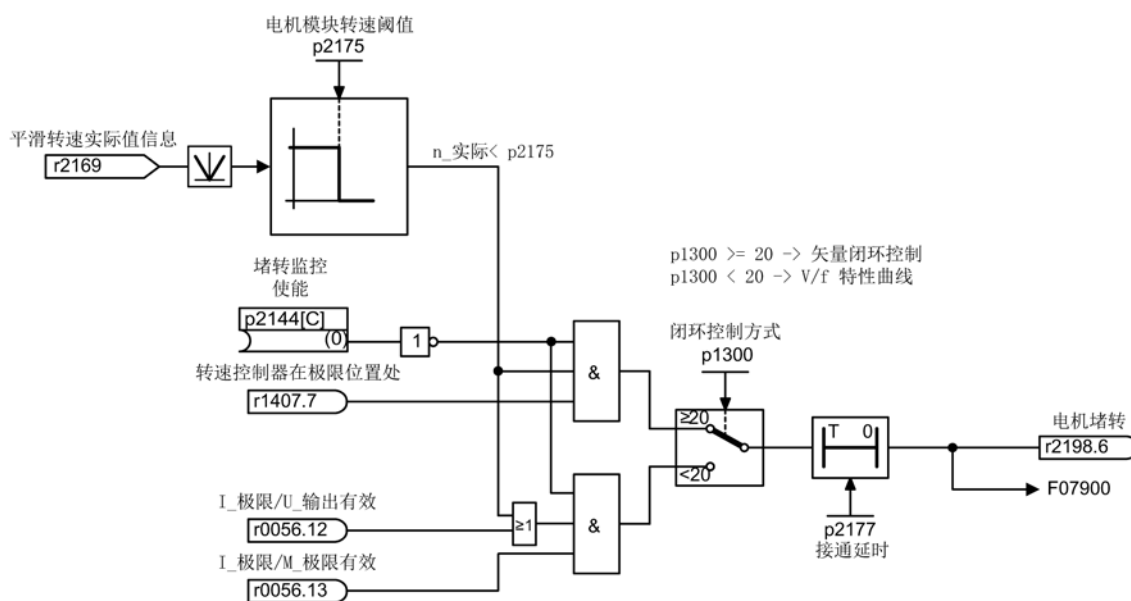 电机模块转速阈值
p2175
平滑转速实际值信息
r2169
n_实际< p2175
p1300 >= 20 -> 矢量闭环控制
p1300 < 20 -> V/f 特性曲线
堵转监控
使能
p2144[C]
(0)
1
转速控制器在极限位置处
r1407.7
&
闭环控制方式
p1300
≥20
<20
T 0
电机堵转
r2198.6
F07900
p2177
接通延时
I_极限/U_输出有效
r0056.12
≥1
&
I_极限/M_极限有效
r0056.13